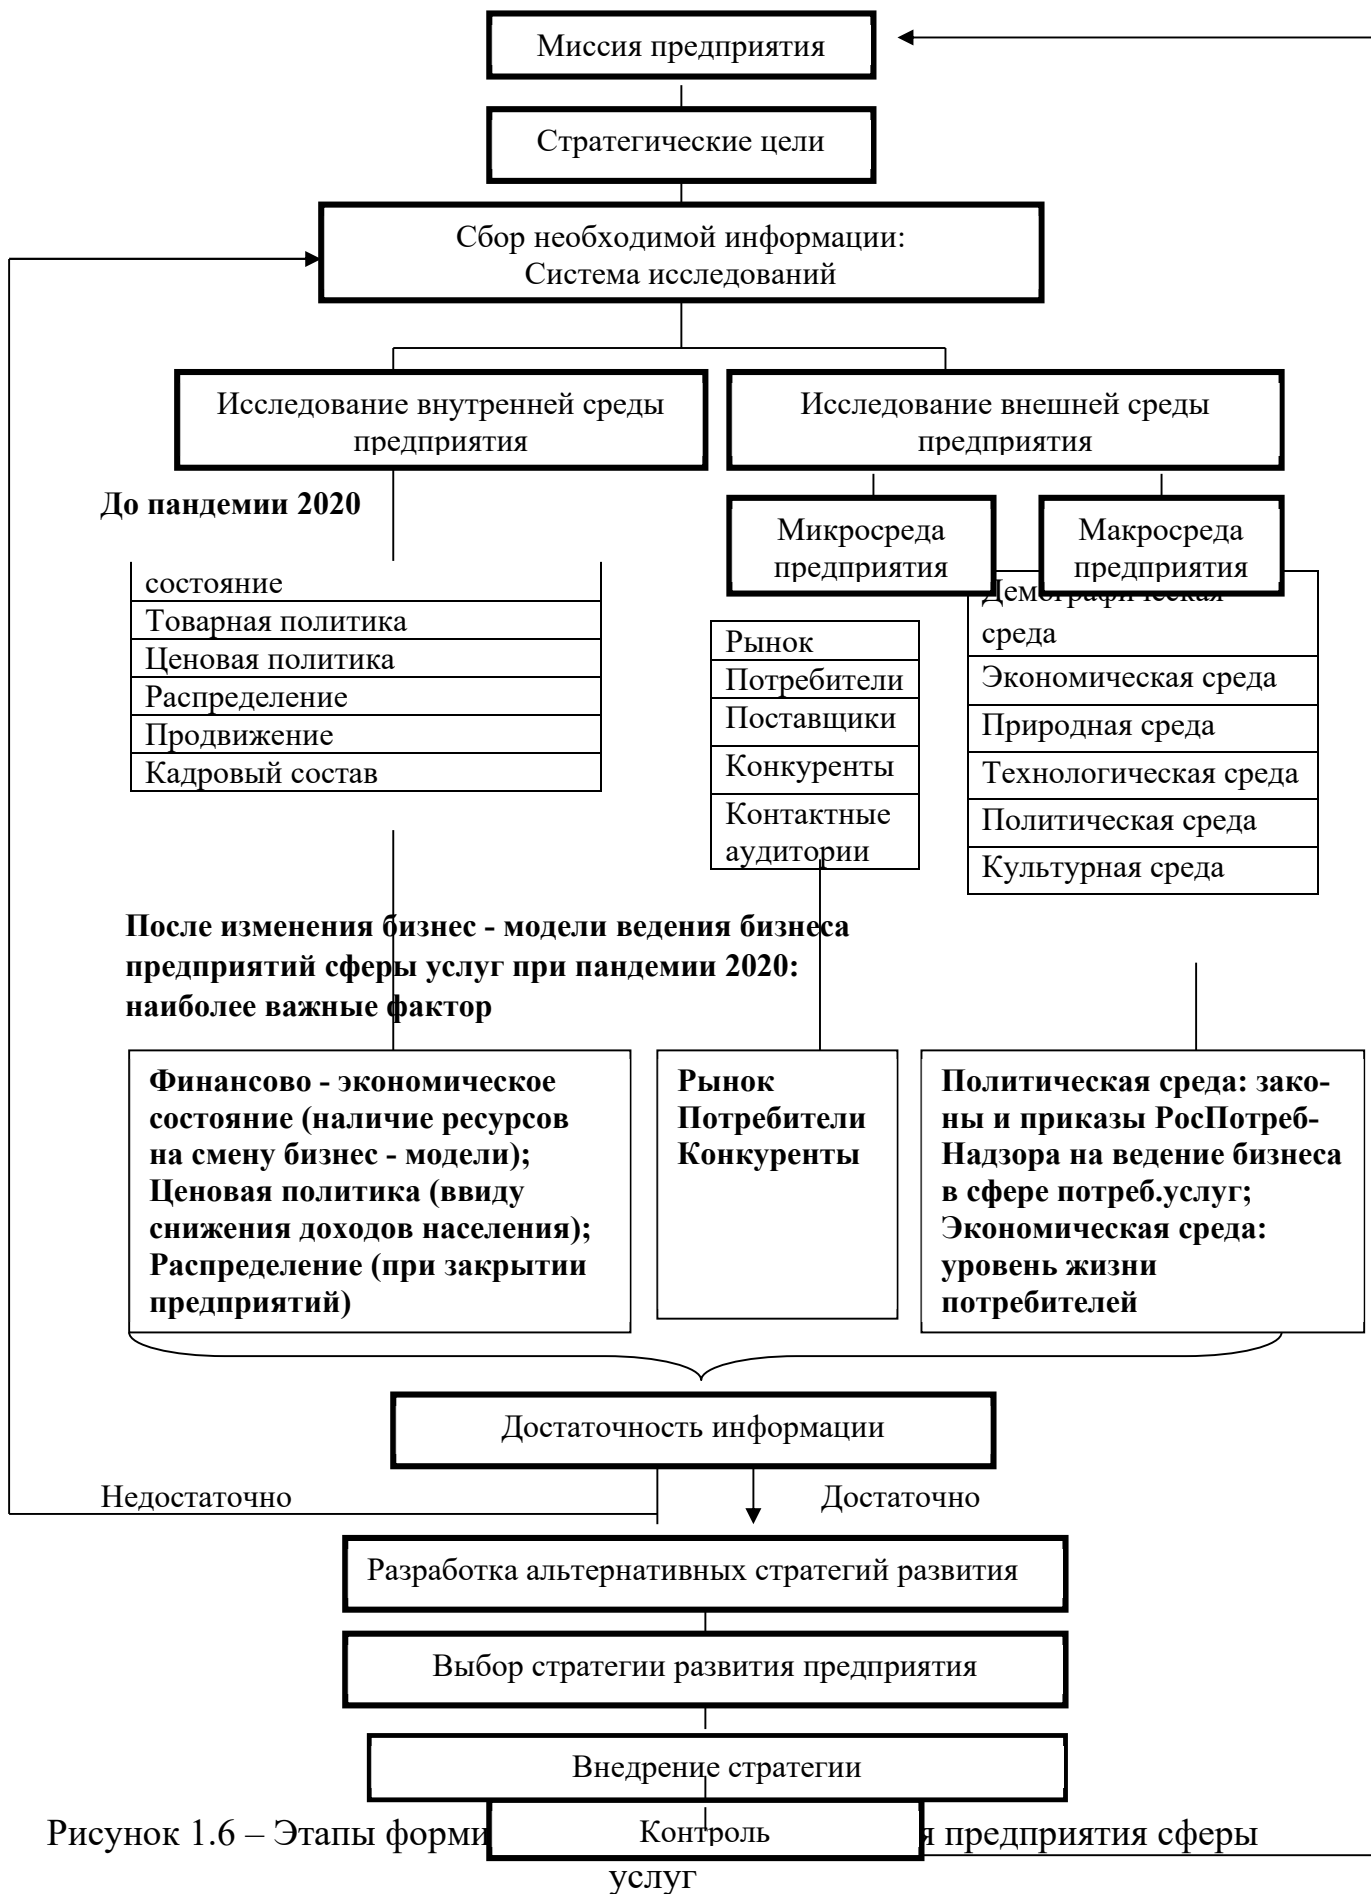 Миссия предприятия
Стратегические цели
Сбор необходимой информации:
Система исследований
Исследование внутренней среды
предприятия
Исследование внешней среды
предприятия
До пандемии 2020
Микросреда
предприятия
Макросреда
предприятия
состояние
Товарная политика
Ценовая политика
Распределение
Продвижение
Кадровый состав
Рынок
Потребители
Поставщики
Конкуренты
Контактные
аудитории
Демографическая
среда
Экономическая среда
Природная среда
Технологическая среда
Политическая среда
Культурная среда
После изменения бизнес - модели ведения бизнеса
предприятий сферы услуг при пандемии 2020:
наиболее важные фактор
Финансово - экономическое
состояние (наличие ресурсов
на смену бизнес - модели);
Ценовая политика (ввиду
снижения доходов населения);
Распределение (при закрытии
предприятий)
Рынок
Потребители
Конкуренты
Политическая среда: зако-
ны и приказы РосПотреб-
Надзора на ведение бизнеса
в сфере потреб.услуг;
Экономическая среда:
уровень жизни
потребителей
Достаточность информации
Недостаточно
Достаточно
Разработка альтернативных стратегий развития
Выбор стратегии развития предприятия
Внедрение стратегии
Контроль
Рисунок 1.6 – Этапы форми я предприятия сферы
услуг